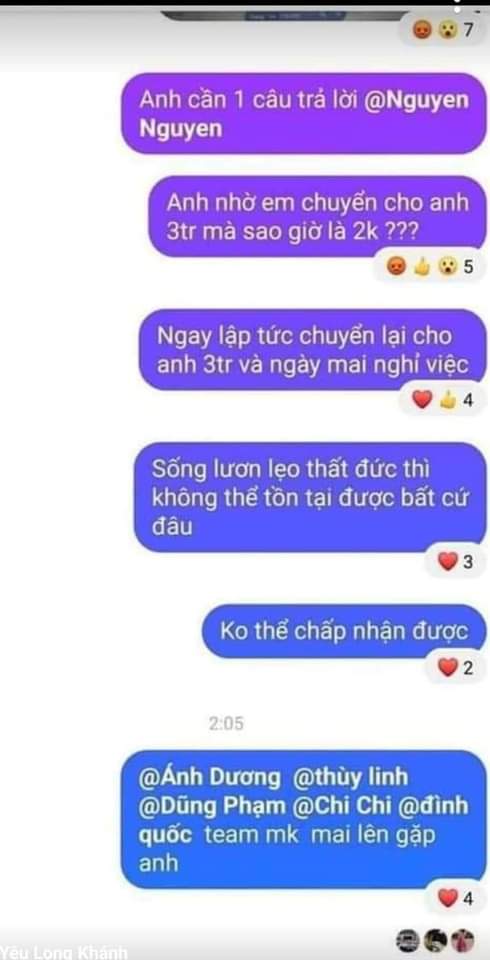 7
Anh cần 1 câu trả lời @Nguyen
Nguyen
Anh nhờ em chuyển cho anh
3tr mà sao giờ là 2k ???
5
Ngay lập tức chuyển lại cho
anh 3tr và ngày mai nghỉ việc
4
Sống lươn lẹo thất đức thì
không thể tồn tại được bất cứ
đâu
3
Ko thể chấp nhận được
2
2:05
@Ánh Dương @thùy linh
@Dũng Phạm @Chi Chi @đình
quốc team mk mai lên gặp
anh
4
Yêu Long Khánh